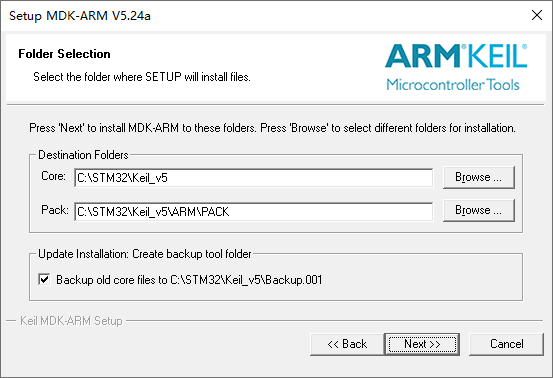 Setup MDK-ARM V5.24a
Folder Selection
Select the folder where SETUP will install files.
ARM KEIL
Microcontroller Tools
Press 'Next' to install MDK-ARM to these folders. Press 'Browse' to select different folders for installation.
Destination Folders
Core: C:\STM32\Keil_v5 Browse ...
Pack: C:\STM32\Keil_v5\ARM\PACK Browse ...
Update Installation: Create backup tool folder
Backup old core files to C:\STM32\Keil_v5\Backup.001
Keil MDK-ARM Setup
<< Back Next >> Cancel